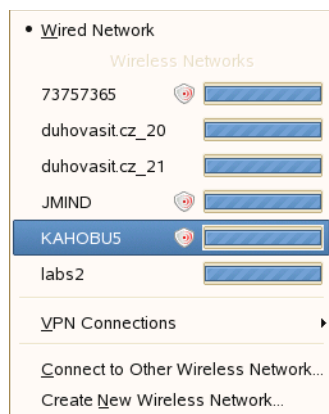 Wired Network
Wireless Networks
73757365
duhovasit.cz_20
duhovasit.cz_21
JMIND
KAHOBU5
labs2
VPN Connections
Connect to Other Wireless Network...
Create New Wireless Network...